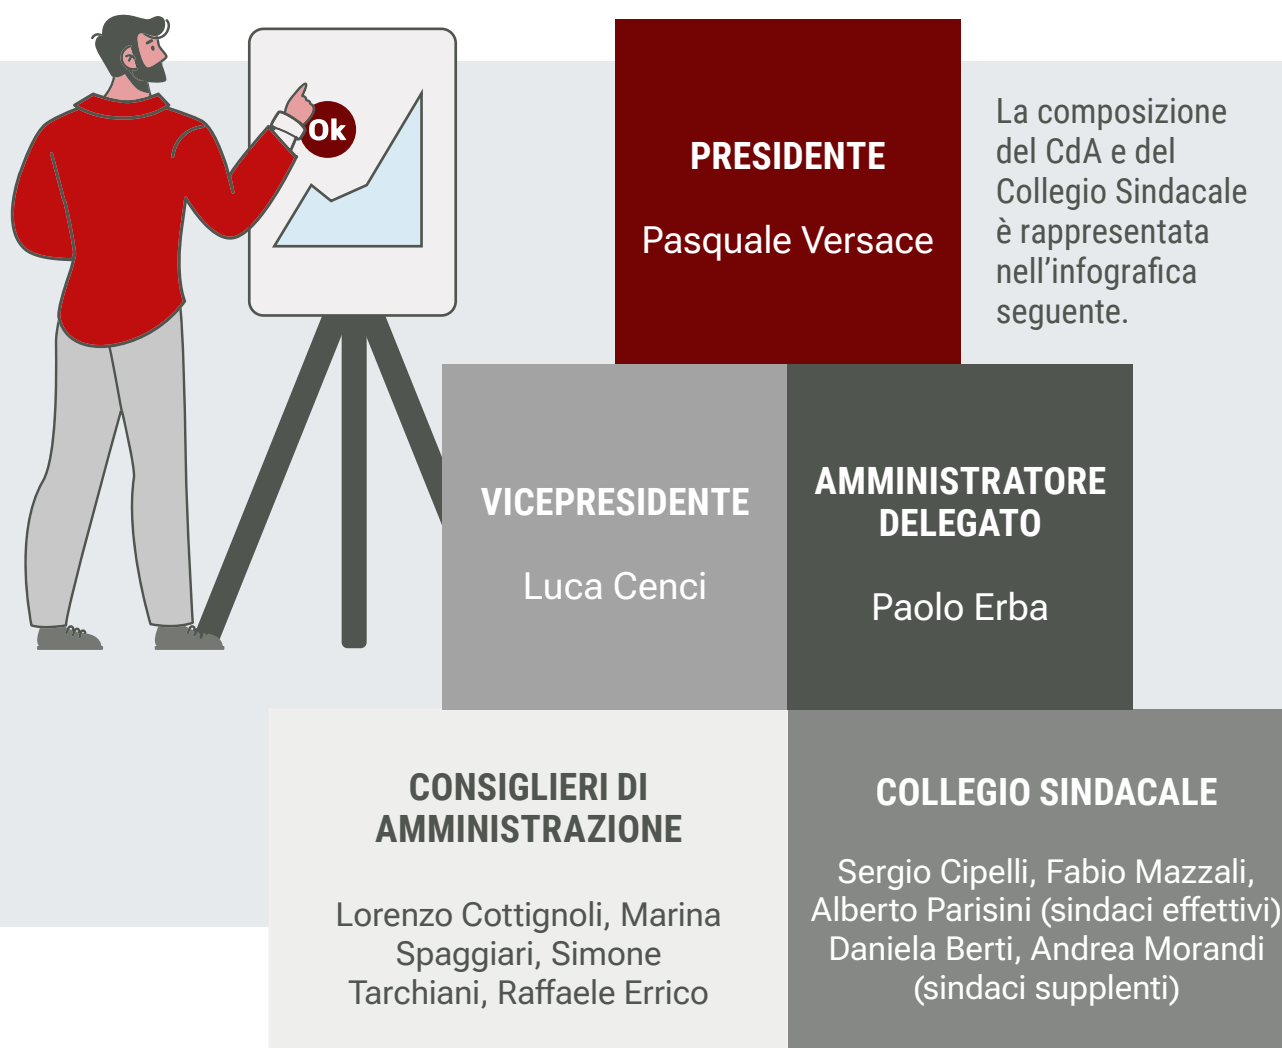 Ok
PRESIDENTE
Pasquale Versace
La composizione
del CdA e del
Collegio Sindacale
è rappresentata
nell’infografica
seguente.
VICEPRESIDENTE
Luca Cenci
AMMINISTRATORE
DELEGATO
Paolo Erba
CONSIGLIERI DI
AMMINISTRAZIONE
Lorenzo Cottignoli, Marina
Spaggiari, Simone
Tarchiani, Raffaele Errico
COLLEGIO SINDACALE
Sergio Cipelli, Fabio Mazzali,
Alberto Parisini (sindaci effettivi)
Daniela Berti, Andrea Morandi
(sindaci supplenti)